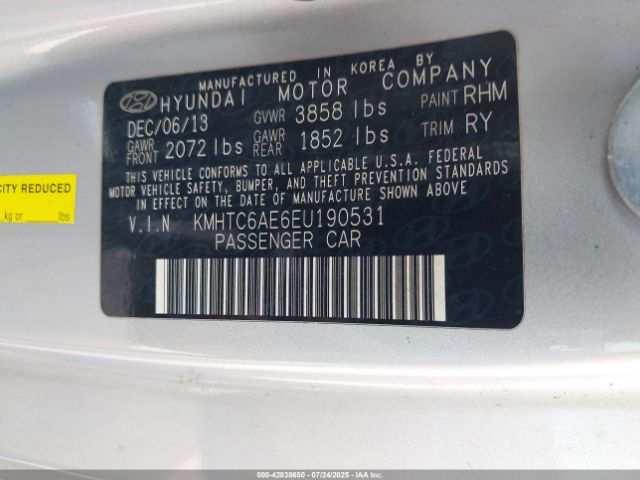 MANUFACTURED IN KOREA BY
HYUNDAI MOTOR COMPANY
DEC/06/13 GVWR 3858 lbs PAINT RHM
GAWR FRONT 2072 lbs GAWR REAR 1852 lbs TRIM RY
THIS VEHICLE CONFORMS TO ALL APPLICABLE U.S.A. FEDERAL
MOTOR VEHICLE SAFETY, BUMPER, AND THEFT PREVENTION STANDARDS
IN EFFECT ON THE DATE OF MANUFACTURE SHOWN ABOVE
V.I.N KMHTC6AE6EU190531
PASSENGER CAR
CITY REDUCED
kg or lbs
000-42838650 - 07/24/2025 - IAAI.COM